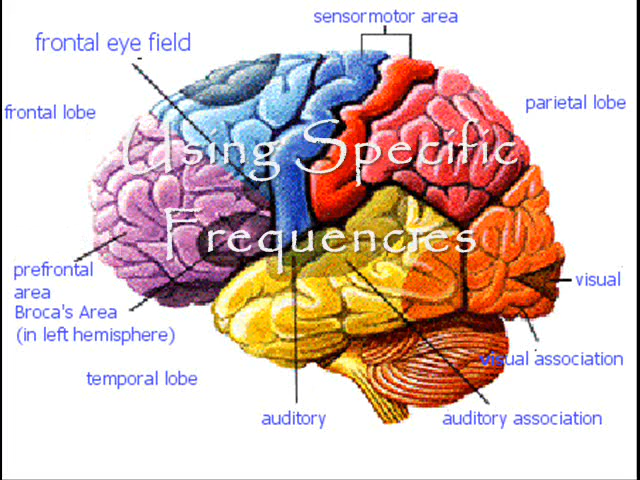 sensormotor area
frontal eye field
frontal lobe
parietal lobe
Using Specific
Frequencies
prefrontal
area
Broca's Area
(in left hemisphere)
visual
visual association
temporal lobe
auditory
auditory association